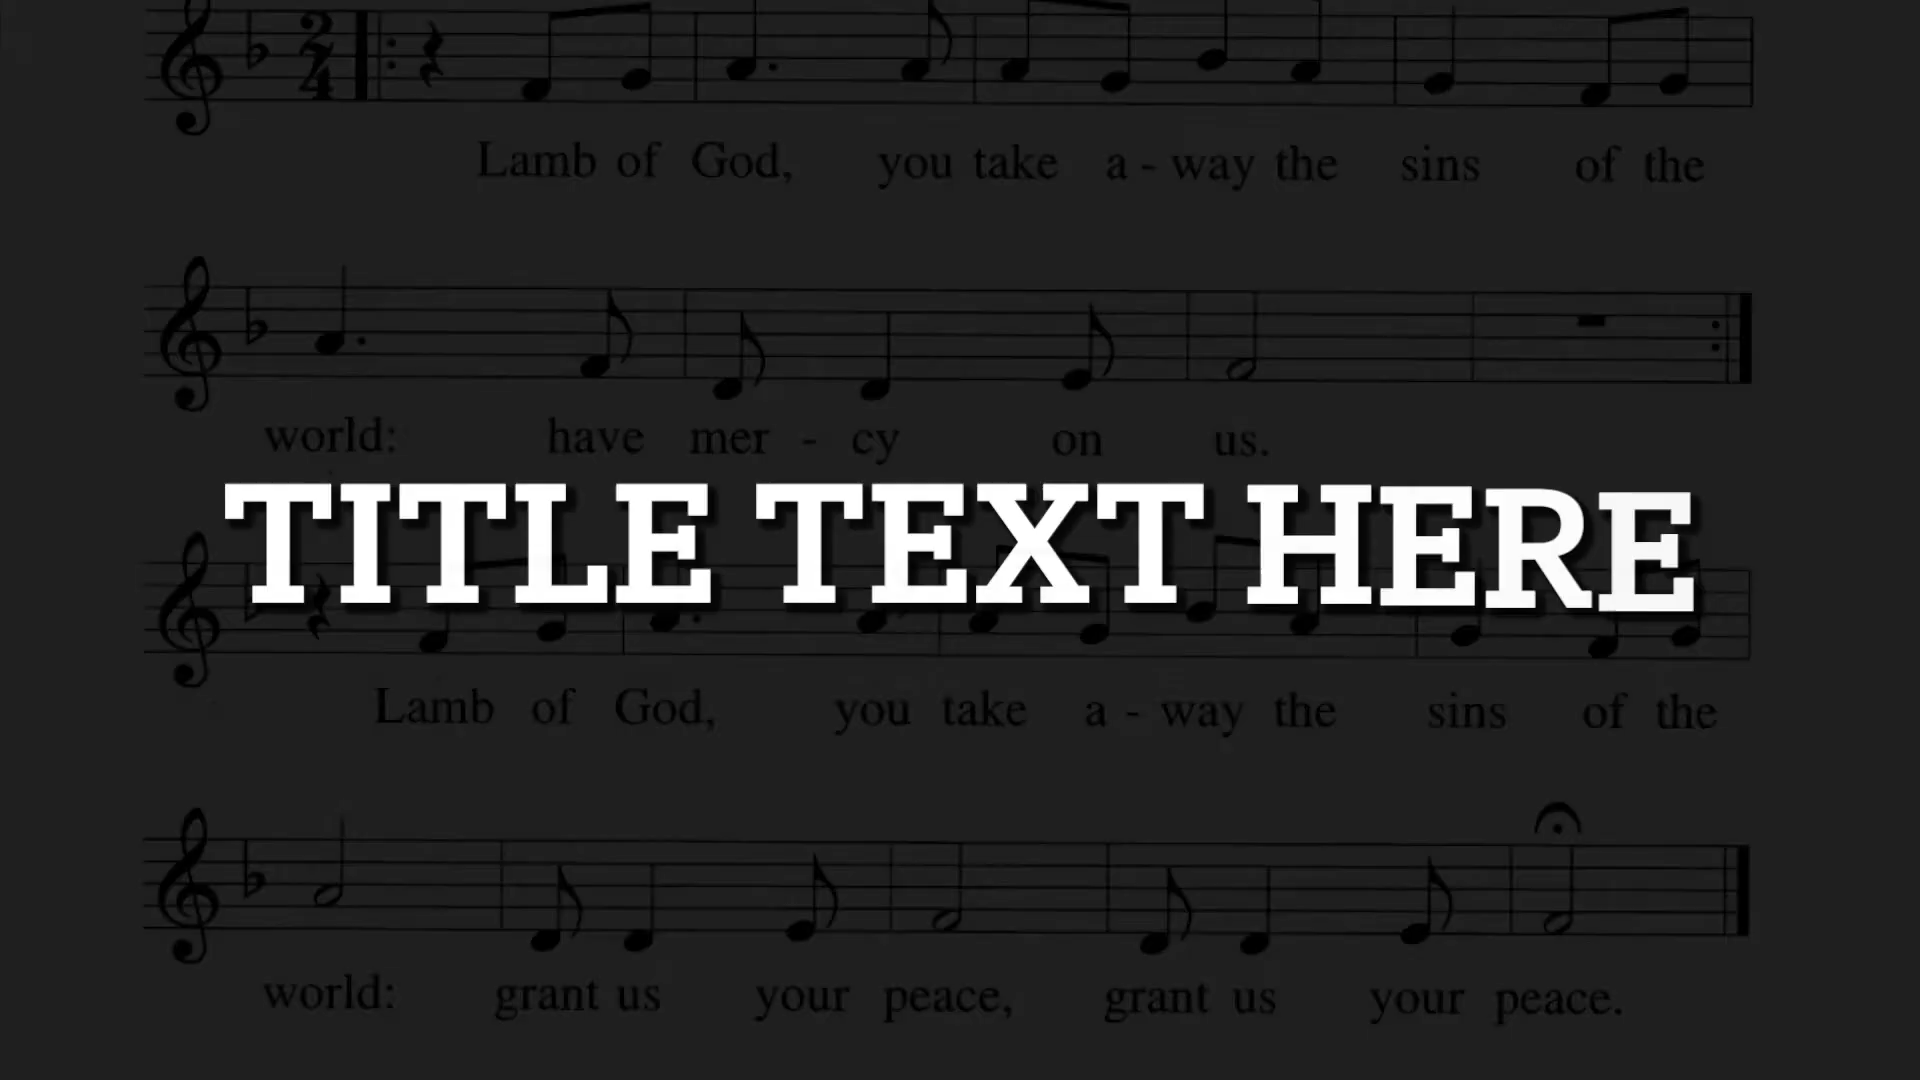 2
4
Lamb of God, you take a - way the sins of the
world: have mer - cy on us.
TITLE TEXT HERE
Lamb of God, you take a - way the sins of the
world: grant us your peace, grant us your peace.